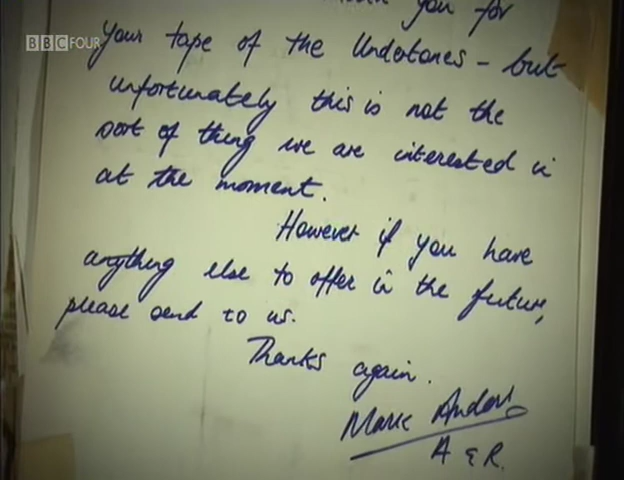 BBC FOUR
you for
your tape of the Undertones - but
unfortunately this is not the
sort of thing we are interested in
at the moment.
However if you have
anything else to offer in the future,
please send to us.
Thanks again.
Mark
A & R.